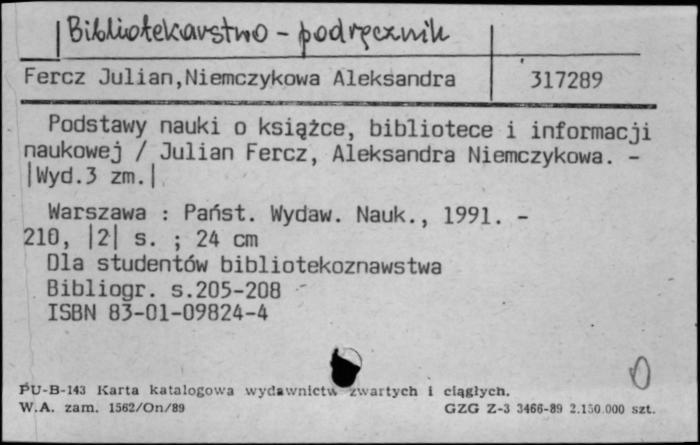 Bibliotekarstwo - podręcznik
Fercz Julian,Niemczykowa Aleksandra 317289
Podstawy nauki o książce, bibliotece i informacji
naukowej / Julian Fercz, Aleksandra Niemczykowa. -
|Wyd.3 zm.|
Warszawa : Państ. Wydaw. Nauk., 1991. -
210, |2| s. ; 24 cm
Dla studentów bibliotekoznawstwa
Bibliogr. s.205-208
ISBN 83-01-09824-4
0
PU-B-143 Karta katalogowa wydawnictw zwartych i ciągłych.
W.A. zam. 1562/On/89 GZG Z-3 3466-89 2.150.000 szt.